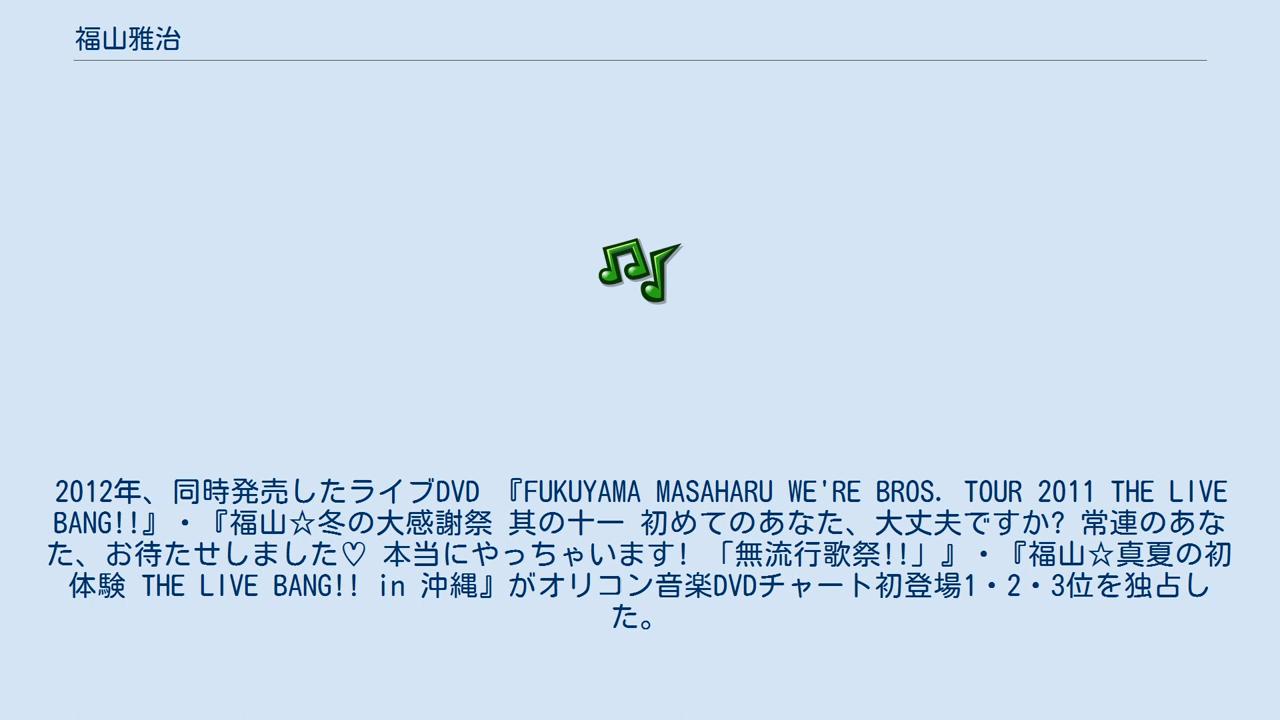 福山雅治
2012年、同時発売したライブDVD 『FUKUYAMA MASAHARU WE'RE BROS. TOUR 2011 THE LIVE
BANG!!』・『福山☆冬の大感謝祭 其の十一 初めてのあなた、大丈夫ですか? 常連のあな
た、お待たせしました♡ 本当にやっちゃいます! 「無流行歌祭!!」』・『福山☆真夏の初
体験 THE LIVE BANG!! in 沖縄』がオリコン音楽DVDチャート初登場1・2・3位を独占し
た。